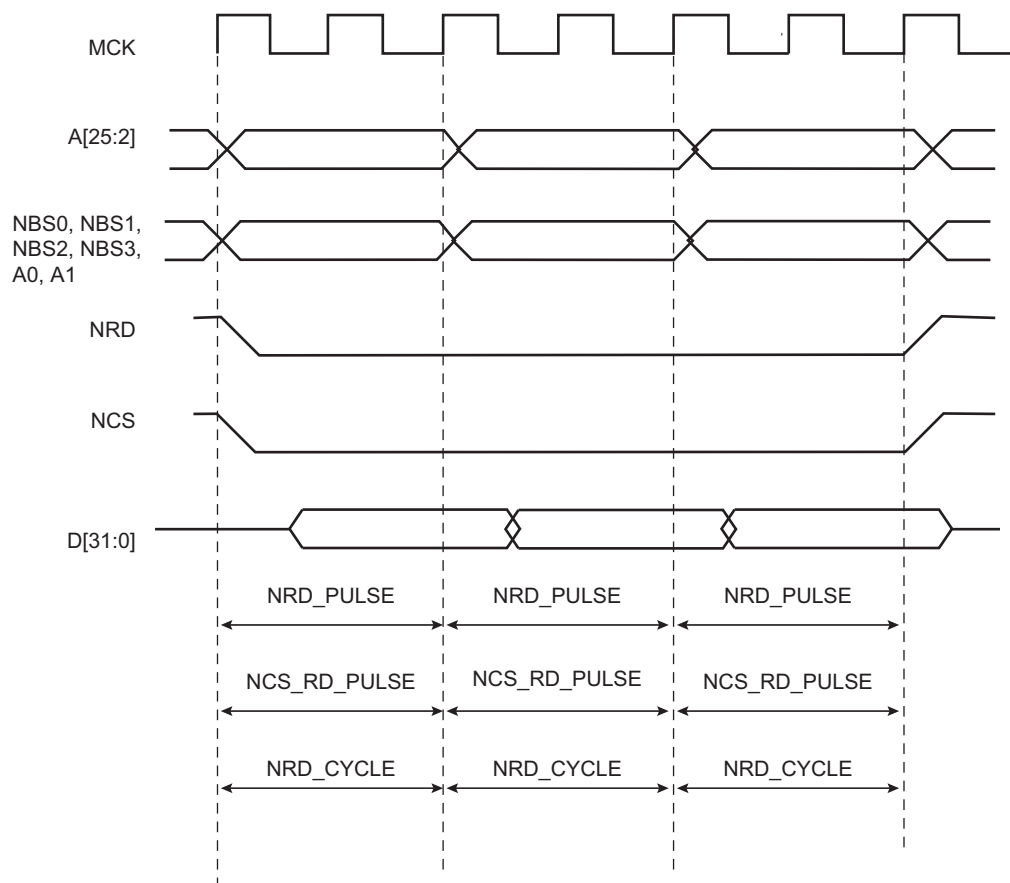 MCK
A[25:2]
NBS0, NBS1,
NBS2, NBS3,
A0, A1
NRD
NCS
D[31:0]
NRD_PULSE NRD_PULSE NRD_PULSE
NCS_RD_PULSE NCS_RD_PULSE NCS_RD_PULSE
NRD_CYCLE NRD_CYCLE NRD_CYCLE